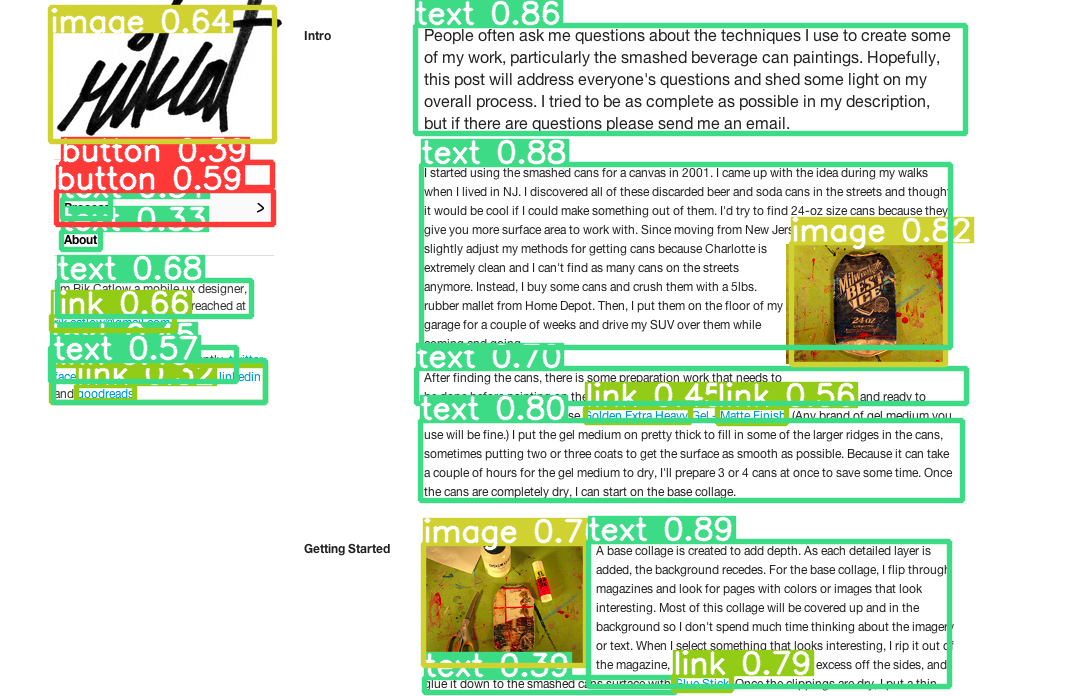 image 0.64
rikcat
button 0.39
button 0.59
Process
text 0.33
About
text 0.68
I'm Rik Catlow a mobile ux designer,
link 0.66
reached at
text 0.57
twitter
link 0.32
linkedin
and goodreads
Intro
text 0.86
People often ask me questions about the techniques I use to create some
of my work, particularly the smashed beverage can paintings. Hopefully,
this post will address everyone's questions and shed some light on my
overall process. I tried to be as complete as possible in my description,
but if there are questions please send me an email.
text 0.88
I started using the smashed cans for a canvas in 2001. I came up with the idea during my walks
when I lived in NJ. I discovered all of these discarded beer and soda cans in the streets and thought
it would be cool if I could make something out of them. I'd try to find 24-oz size cans because they
give you more surface area to work with. Since moving from New Jers
image 0.82
slightly adjust my methods for getting cans because Charlotte is
extremely clean and I can't find as many cans on the streets
anymore. Instead, I buy some cans and crush them with a 5lbs.
rubber mallet from Home Depot. Then, I put them on the floor of my
garage for a couple of weeks and drive my SUV over them while
coming and going.
Milwaukee's
BEST
ICE
24 OZ
text 0.70
After finding the cans, there is some preparation work that needs to
be done before painting on the
link 0.45
link 0.56
and ready to
text 0.80
se Golden Extra Heavy Gel - Matte Finish (Any brand of gel medium you
use will be fine.) I put the gel medium on pretty thick to fill in some of the larger ridges in the cans,
sometimes putting two or three coats to get the surface as smooth as possible. Because it can take
a couple of hours for the gel medium to dry, I'll prepare 3 or 4 cans at once to save some time. Once
the cans are completely dry, I can start on the base collage.
Getting Started
image 0.7
text 0.89
A base collage is created to add depth. As each detailed layer is
added, the background recedes. For the base collage, I flip through
magazines and look for pages with colors or images that look
interesting. Most of this collage will be covered up and in the
background so I don't spend much time thinking about the imagery
or text. When I select something that looks interesting, I rip it out of
the magazine,
link 0.79
excess off the sides, and
text 0.39
glue it down to the smashed cans surface with Glue Stick. Once the clippings are dry, I put a thin